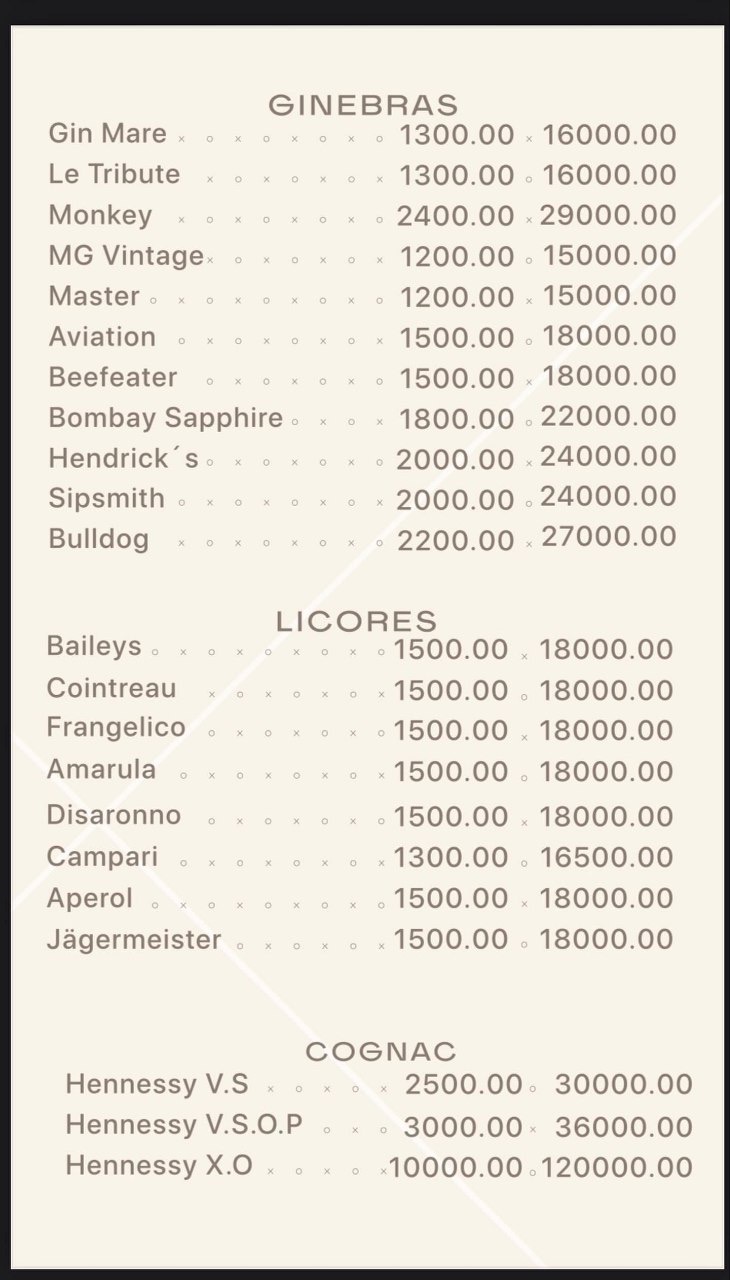 GINEBRAS
Gin Mare 1300.00 16000.00
Le Tribute 1300.00 16000.00
Monkey 2400.00 29000.00
MG Vintage 1200.00 15000.00
Master 1200.00 15000.00
Aviation 1500.00 18000.00
Beefeater 1500.00 18000.00
Bombay Sapphire 1800.00 22000.00
Hendrick´s 2000.00 24000.00
Sipsmith 2000.00 24000.00
Bulldog 2200.00 27000.00
LICORES
Baileys 1500.00 18000.00
Cointreau 1500.00 18000.00
Frangelico 1500.00 18000.00
Amarula 1500.00 18000.00
Disaronno 1500.00 18000.00
Campari 1300.00 16500.00
Aperol 1500.00 18000.00
Jägermeister 1500.00 18000.00
COGNAC
Hennessy V.S 2500.00 30000.00
Hennessy V.S.O.P 3000.00 36000.00
Hennessy X.O 10000.00 120000.00